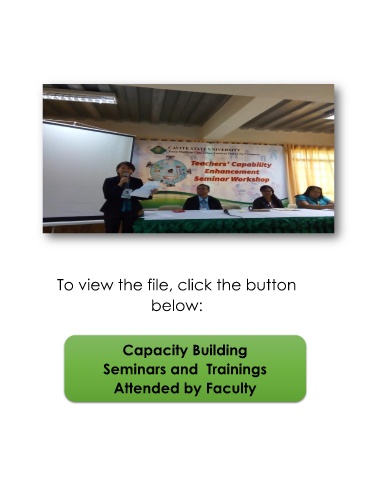 CAVITE STATE UNIVERSITY
Teachers' Capability
Enhancement
Seminar Workshop
To view the file, click the button
below:
Capacity Building
Seminars and Trainings
Attended by Faculty